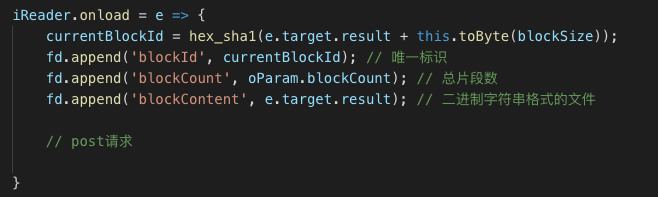 iReader.onload = e => {
currentBlockId = hex_sha1(e.target.result + this.toByte(blockSize));
fd.append('blockId', currentBlockId); // 唯一标识
fd.append('blockCount', oParam.blockCount); // 总片段数
fd.append('blockContent', e.target.result); // 二进制字符串格式的文件
// post请求
}